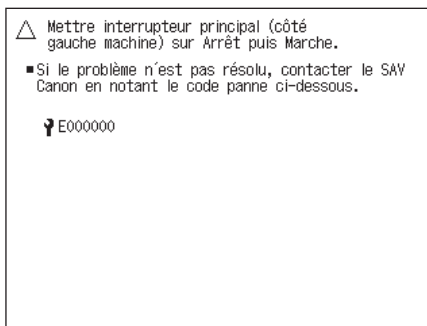 Mettre interrupteur principal (côté
gauche machine) sur Arrêt puis Marche.
■Si le problème n'est pas résolu, contacter le SAV
Canon en notant le code panne ci-dessous.
E000000